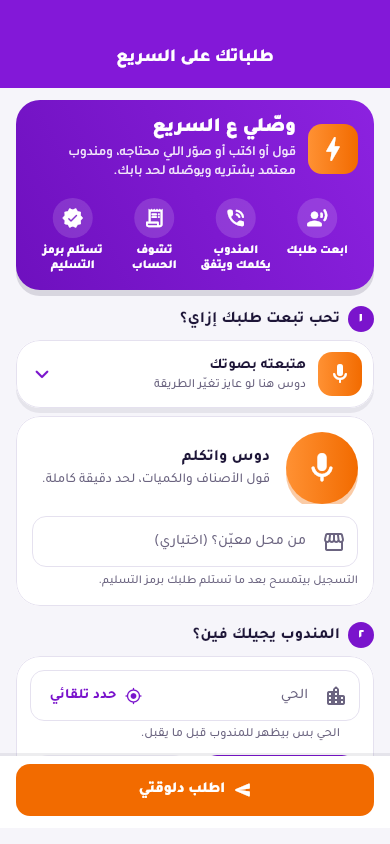 طلباتك على السريع
وصّلي ع السريع
قول أو اكتب أو صوّر اللي محتاجه، ومندوب
معتمد يشتريه ويوصّله لحد بابك.
ابعت طلبك
المندوب
يكلمك ويتفق
تشوف
الحساب
تستلم برمز
التسليم
١ تحب تبعت طلبك إزاي؟
هتبعته بصوتك
دوس هنا لو عايز تغيّر الطريقة
دوس واتكلم
قول الأصناف والكميات، لحد دقيقة كاملة.
من محل معيّن؟ (اختياري)
التسجيل بيتمسح بعد ما تستلم طلبك برمز التسليم.
٢ المندوب يجيلك فين؟
الحي
حدد تلقائي
الحي بس بيظهر للمندوب قبل ما يقبل.
اطلب دلوقتي